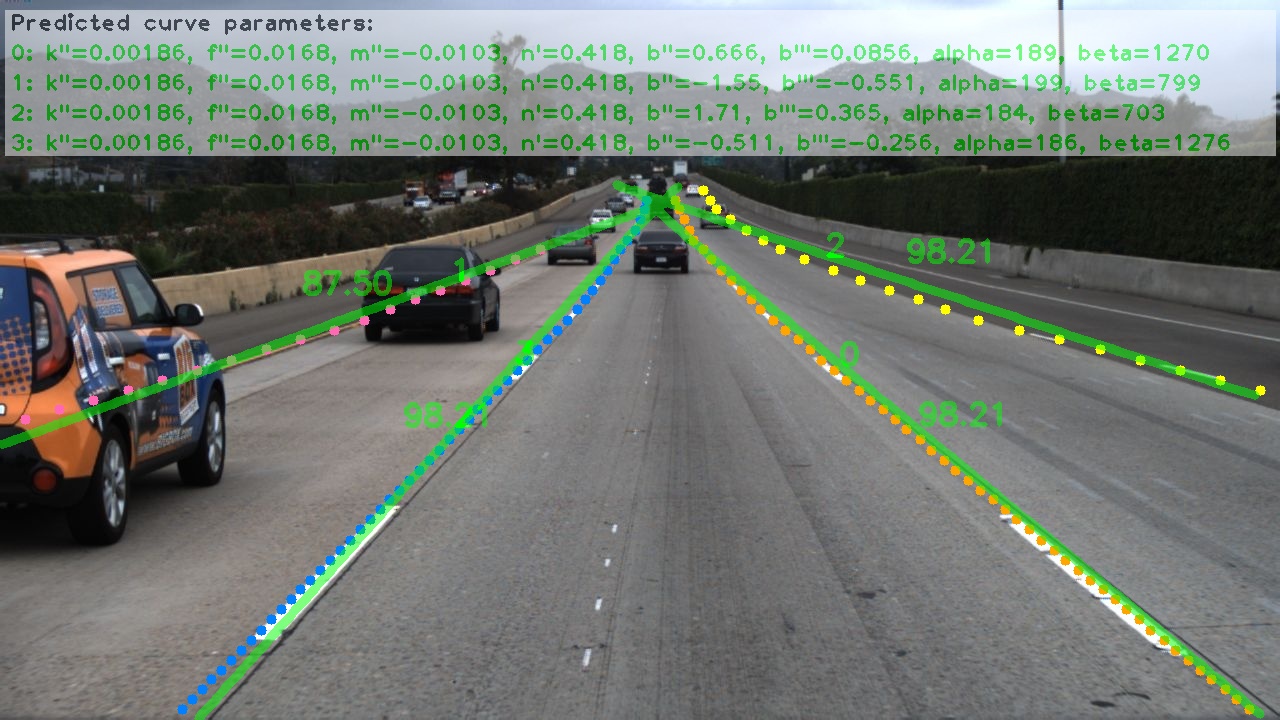 Predicted curve parameters:
0: k''=0.00186, f''=0.0168, m''=-0.0103, n'=0.418, b''=0.666, b'''=0.0856, alpha=189, beta=1270
1: k''=0.00186, f''=0.0168, m''=-0.0103, n'=0.418, b''=-1.55, b'''=-0.551, alpha=199, beta=799
2: k''=0.00186, f''=0.0168, m''=-0.0103, n'=0.418, b''=1.71, b'''=0.365, alpha=184, beta=703
3: k''=0.00186, f''=0.0168, m''=-0.0103, n'=0.418, b''=-0.511, b'''=-0.256, alpha=186, beta=1276
2
98.21
1
87.50
0
98.21
98.21